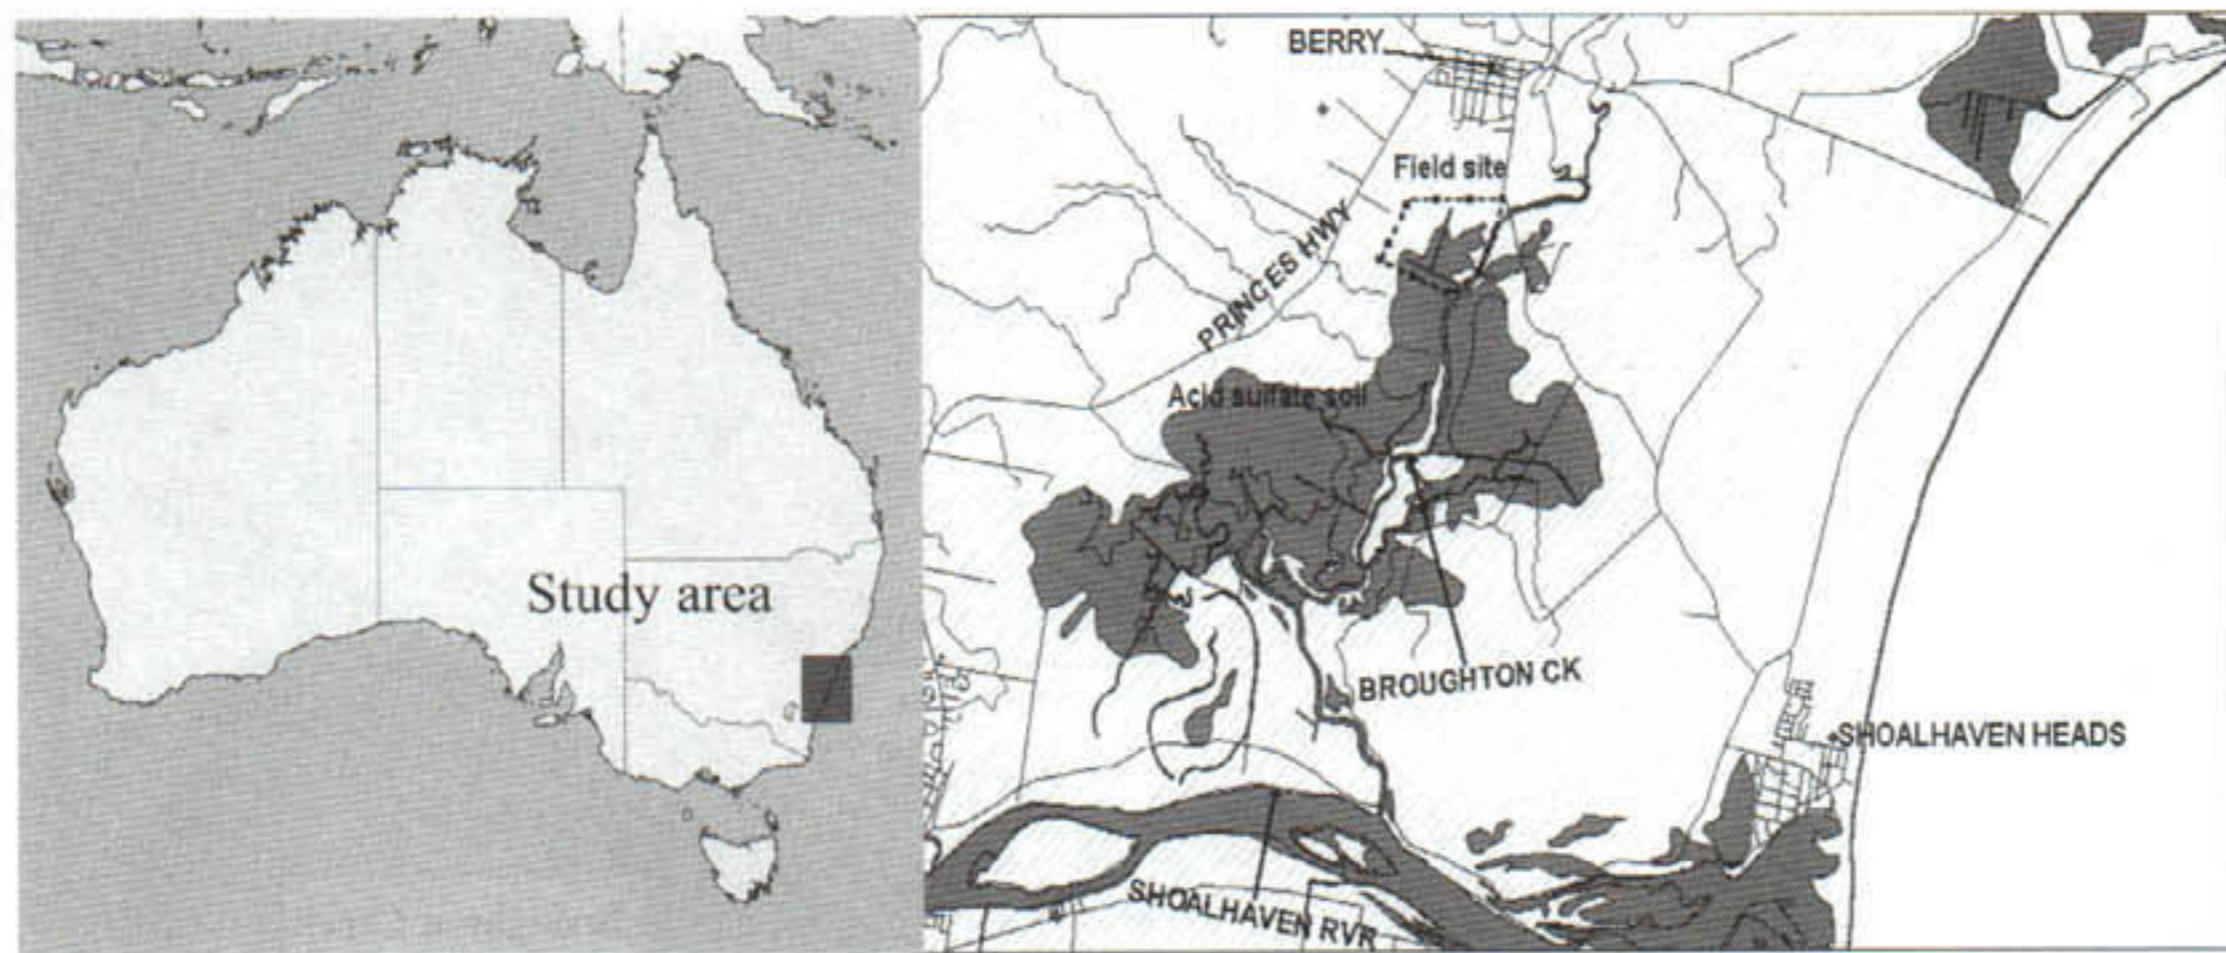 Study area
BERRY
Field site
PRINCES HWY
Acid sulfate soil
BROUGHTON CK
SHOALHAVEN HEADS
SHOALHAVEN RVR